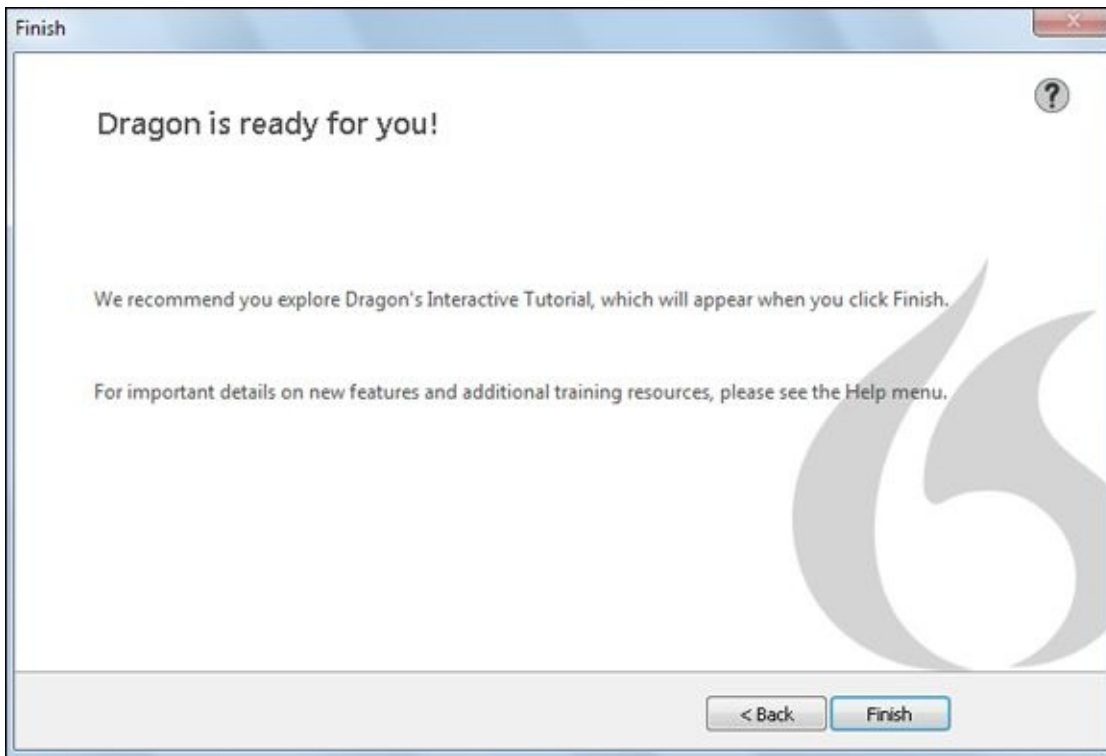 Finish
Dragon is ready for you!
?
We recommend you explore Dragon's Interactive Tutorial, which will appear when you click Finish.
For important details on new features and additional training resources, please see the Help menu.
< Back Finish